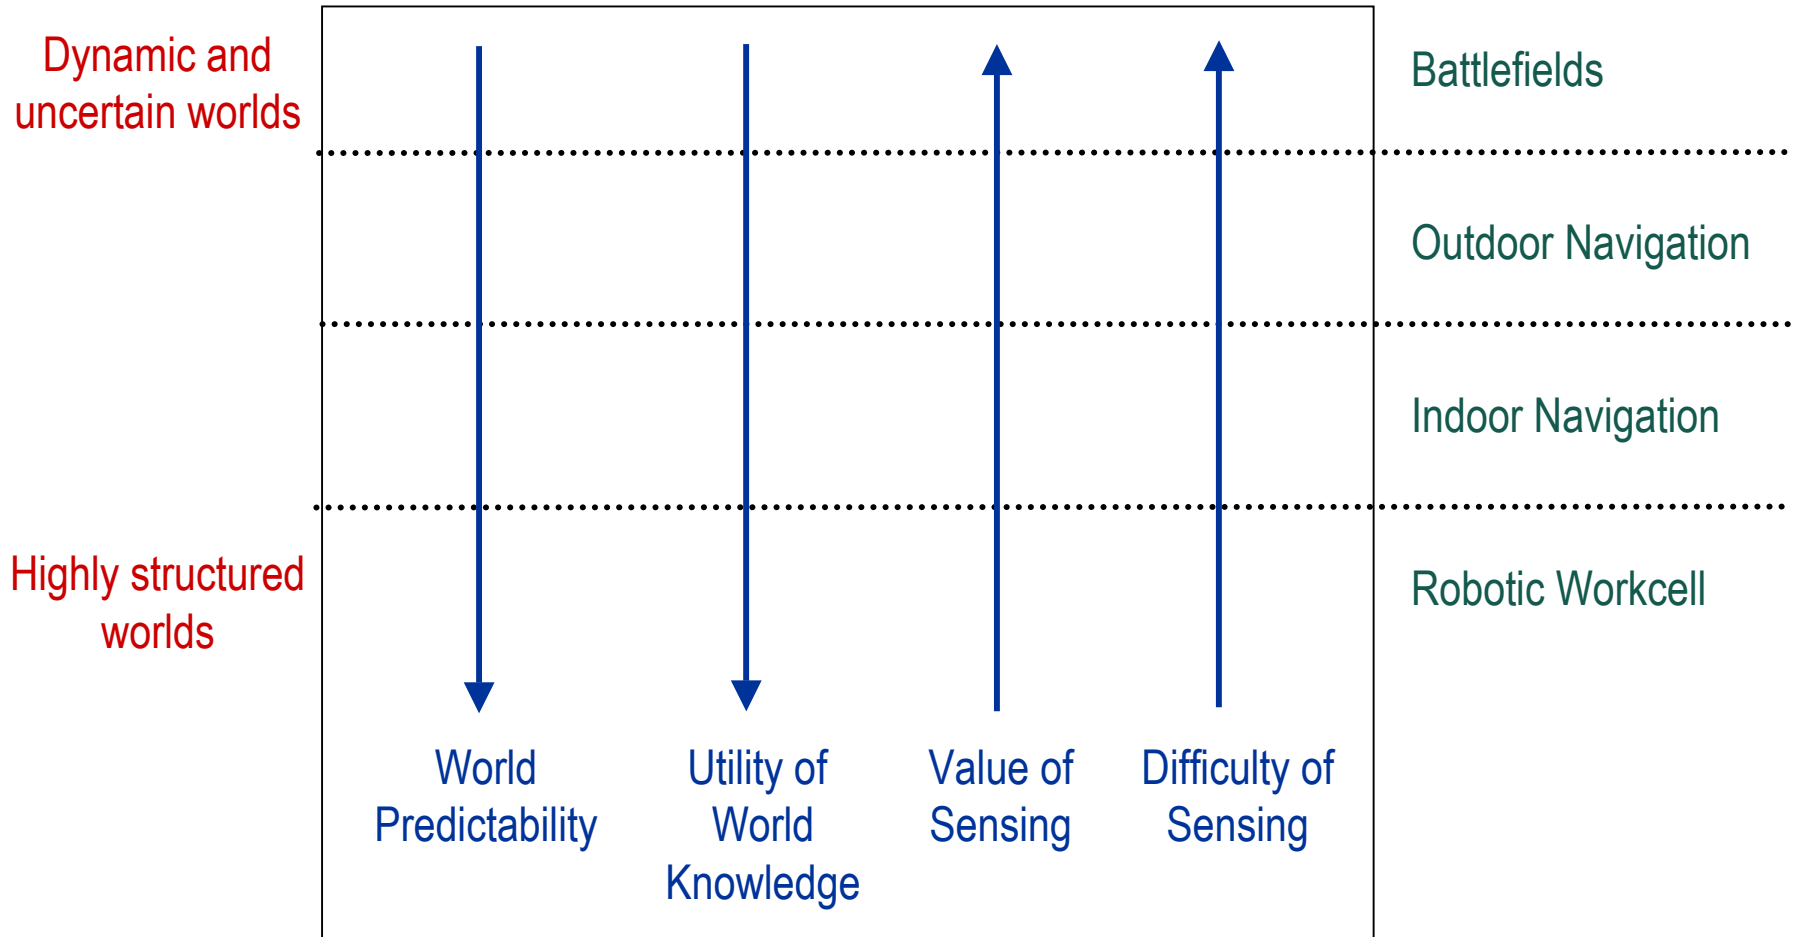 Dynamic and
uncertain worlds
Battlefields
Outdoor Navigation
Indoor Navigation
Highly structured
worlds
Robotic Workcell
World
Predictability
Utility of
World
Knowledge
Value of
Sensing
Difficulty of
Sensing